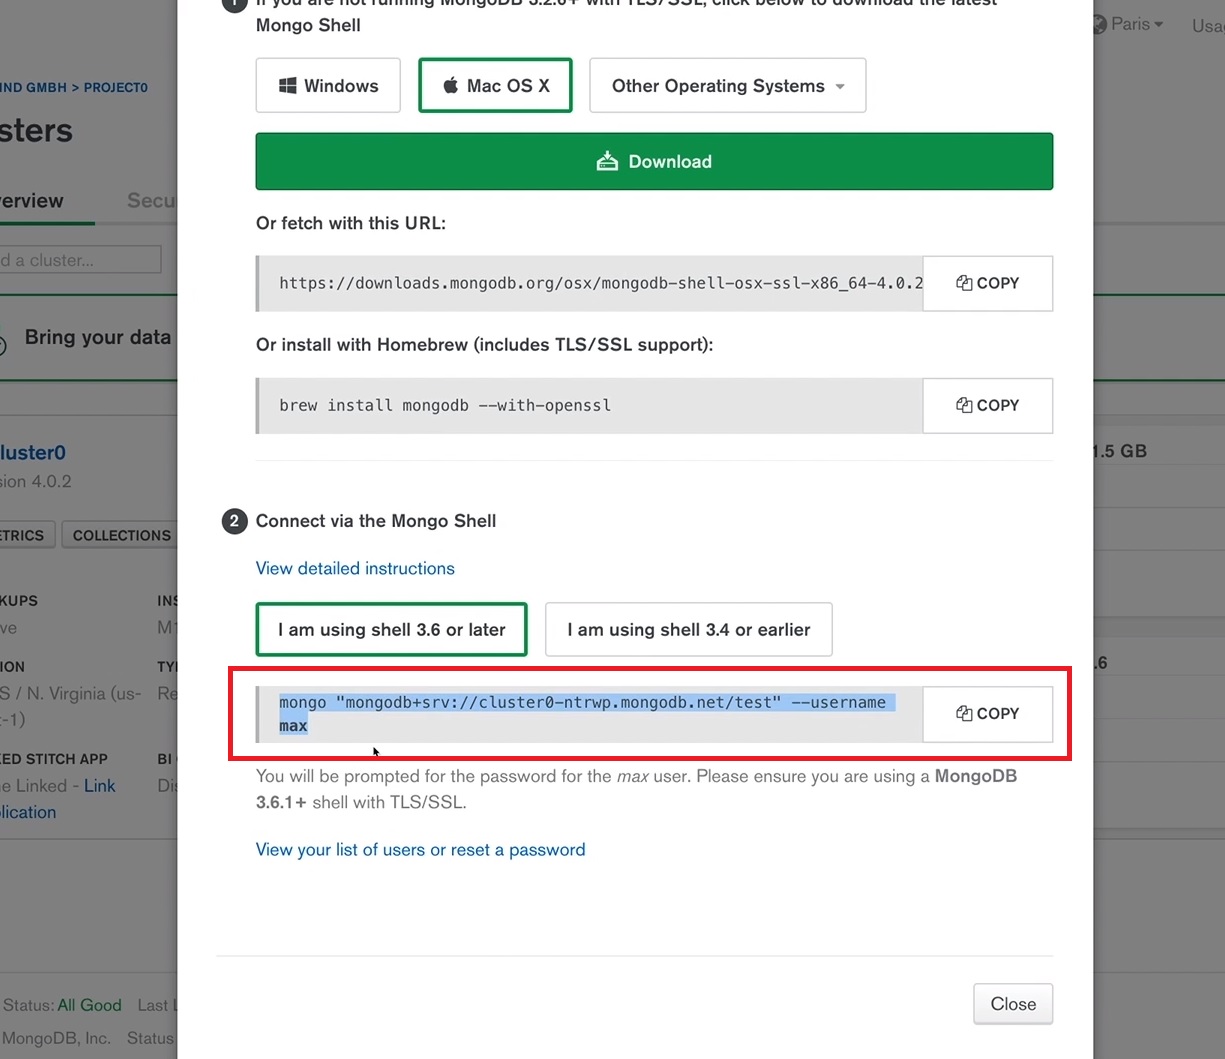 1 If you are not running MongoDB 3.2.6+ with TLS/SSL, click below to download the latest
Mongo Shell
Paris
Usag
IND GMBH > PROJECT0
sters
verview
Secu
d a cluster...
Bring your data
luster0
sion 4.0.2
ETRICS
COLLECTIONS
KUPS
INS
ve
M1
ION
TYP
S / N. Virginia (us-
Re
t-1)
KED STITCH APP
BI
e Linked - Link
Dis
lication
1.5 GB
.6
Windows
Mac OS X
Other Operating Systems
Download
Or fetch with this URL:
https://downloads.mongodb.org/osx/mongodb-shell-osx-ssl-x86_64-4.0.2
COPY
Or install with Homebrew (includes TLS/SSL support):
brew install mongodb --with-openssl
COPY
2 Connect via the Mongo Shell
View detailed instructions
I am using shell 3.6 or later
I am using shell 3.4 or earlier
mongo "mongodb+srv://cluster0-ntrwp.mongodb.net/test" --username
max
COPY
You will be prompted for the password for the max user. Please ensure you are using a MongoDB
3.6.1+ shell with TLS/SSL.
View your list of users or reset a password
Close
Status: All Good Last L
MongoDB, Inc. Status